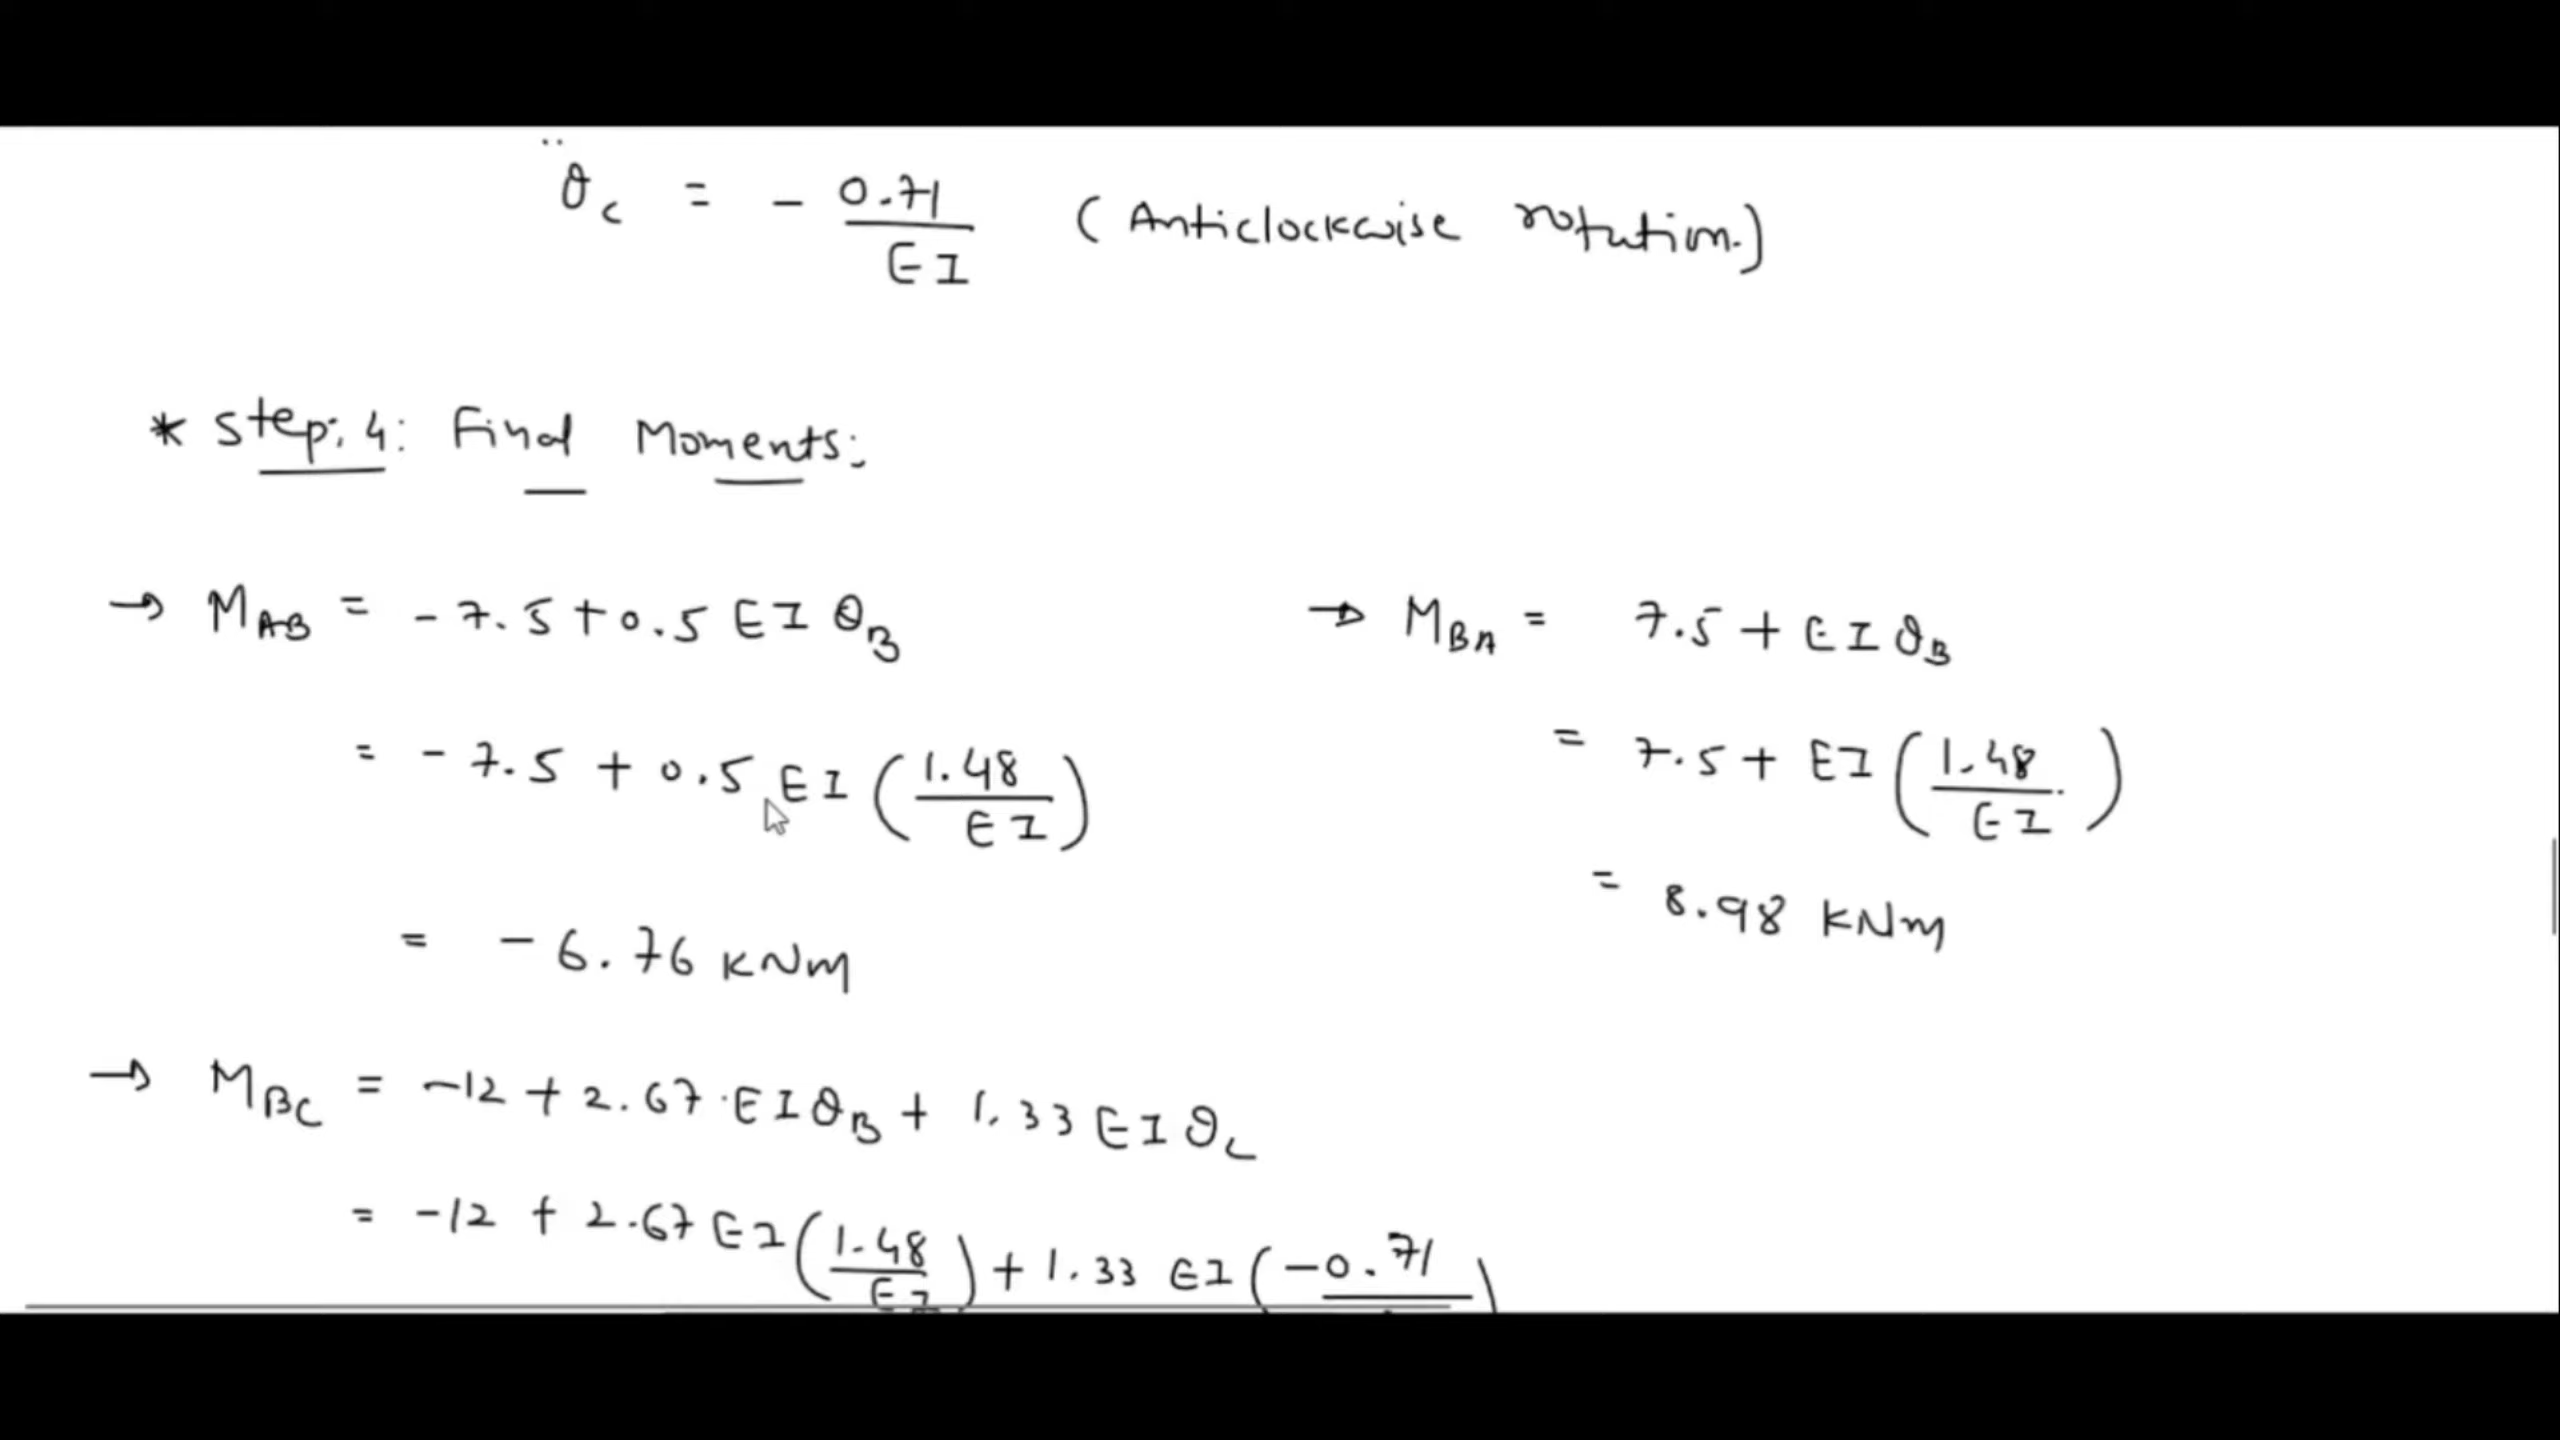 θc = - 0.71 / EI (Anticlockwise rotation.)
* Step: 4: Final Moments:
→ MAB = - 7.5 + 0.5 EI θB
= - 7.5 + 0.5 EI (1.48 / EI)
= - 6.76 KNm
→ MBA = 7.5 + EI θB
= 7.5 + EI (1.48 / EI)
= 8.98 KNm
→ MBC = -12 + 2.67 EI θB + 1.33 EI θC
= -12 + 2.67 EI (1.48 / EI) + 1.33 EI (-0.71